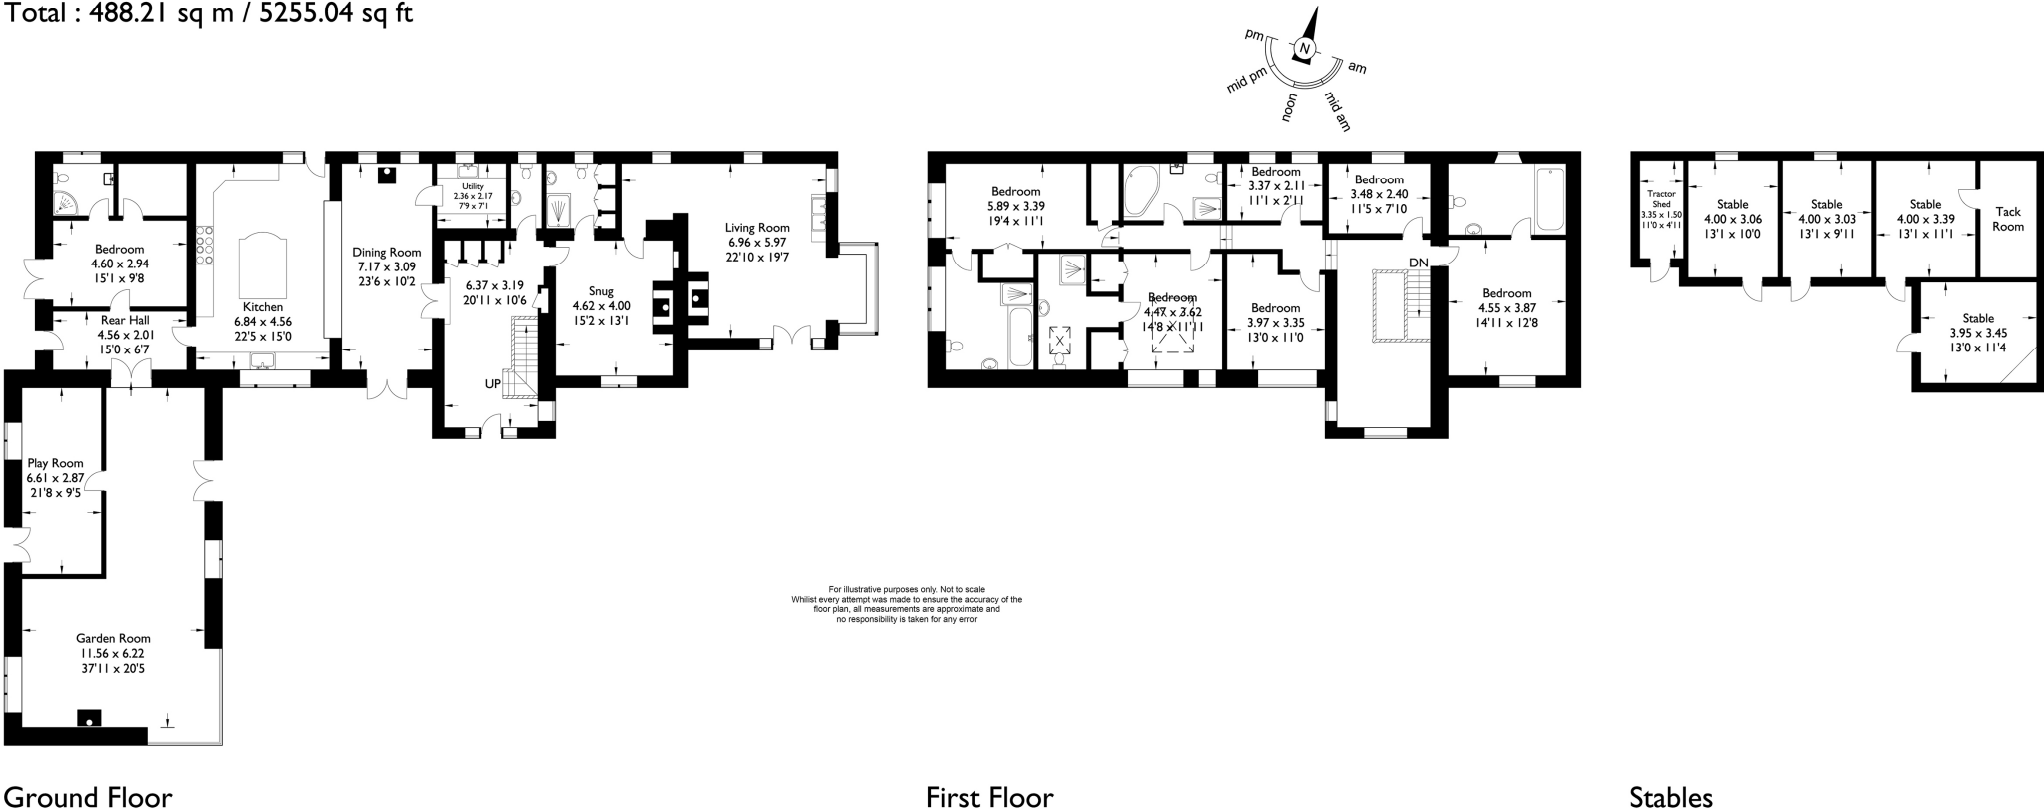 Total : 488.21 sq m / 5255.04 sq ft
N
pm
am
mid pm
noon
mid am
Bedroom
4.60 x 2.94
15'1 x 9'8
Rear Hall
4.56 x 2.01
15'0 x 6'7
Kitchen
6.84 x 4.56
22'5 x 15'0
Dining Room
7.17 x 3.09
23'6 x 10'2
Utility
2.36 x 2.17
7'9 x 7'1
6.37 x 3.19
20'11 x 10'6
UP
Snug
4.62 x 4.00
15'2 x 13'1
Living Room
6.96 x 5.97
22'10 x 19'7
Play Room
6.61 x 2.87
21'8 x 9'5
Garden Room
11.56 x 6.22
37'11 x 20'5
Ground Floor
Bedroom
5.89 x 3.39
19'4 x 11'1
Bedroom
3.37 x 2.11
11'1 x 2'11
Bedroom
3.48 x 2.40
11'5 x 7'10
Bedroom
4.47 x 3.62
14'8 x 11'11
Bedroom
3.97 x 3.35
13'0 x 11'0
DN
Bedroom
4.55 x 3.87
14'11 x 12'8
For illustrative purposes only. Not to scale
Whilst every attempt was made to ensure the accuracy of the
floor plan, all measurements are approximate and
no responsibility is taken for any error
First Floor
Tractor
Shed
3.35 x 1.50
11'0 x 4'11
Stable
4.00 x 3.06
13'1 x 10'0
Stable
4.00 x 3.03
13'1 x 9'11
Stable
4.00 x 3.39
13'1 x 11'1
Tack
Room
Stable
3.95 x 3.45
13'0 x 11'4
Stables